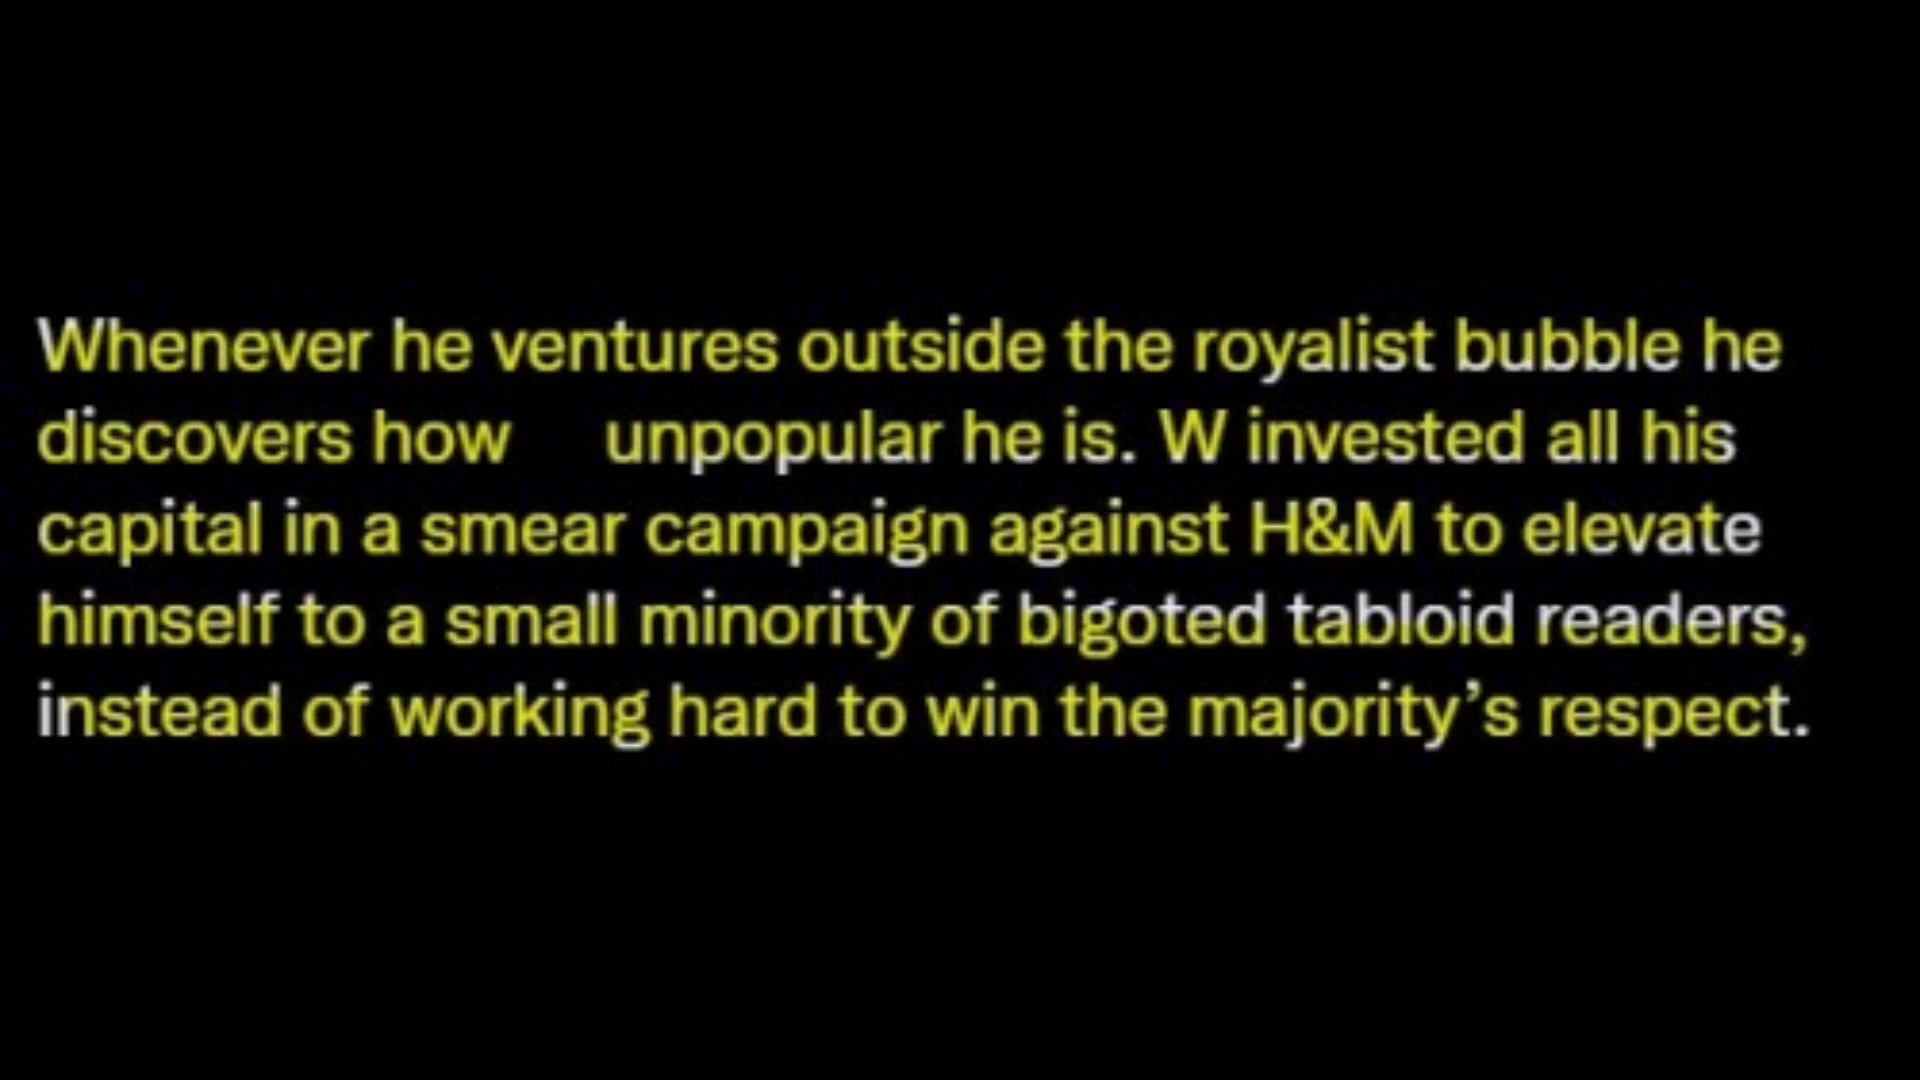 Whenever he ventures outside the royalist bubble he
discovers how unpopular he is. W invested all his
capital in a smear campaign against H&M to elevate
himself to a small minority of bigoted tabloid readers,
instead of working hard to win the majority’s respect.